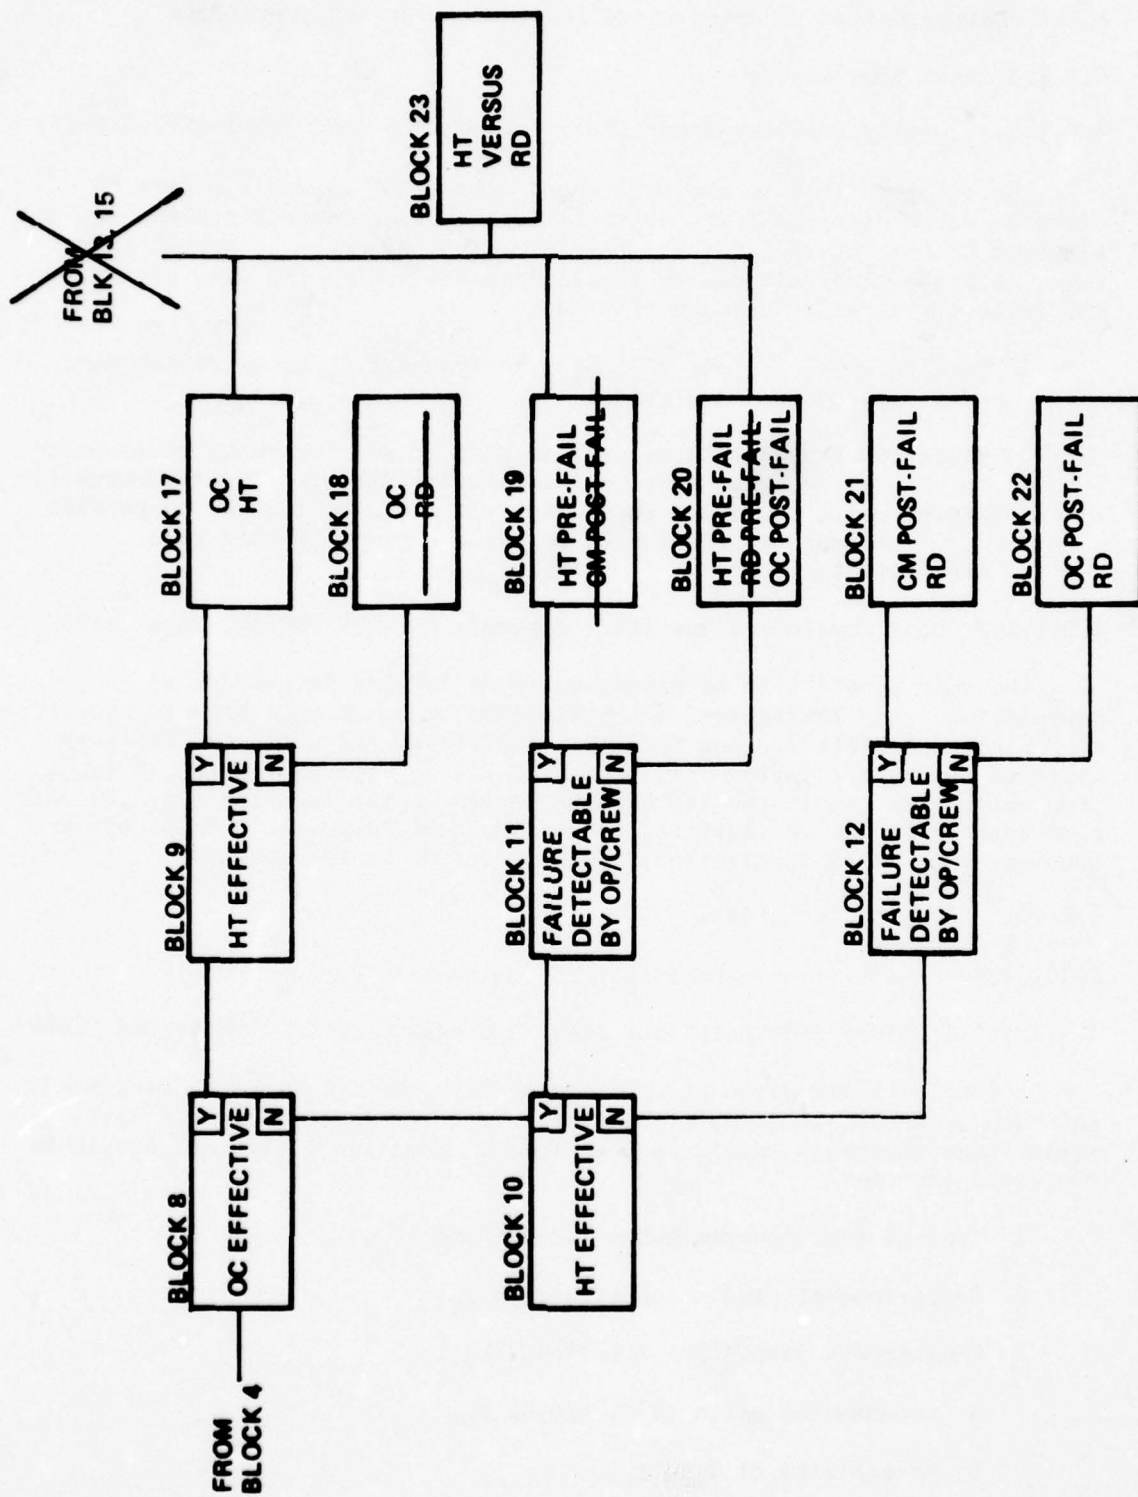 FROM
BLOCK 4
BLOCK 8
OC EFFECTIVE
Y
N
BLOCK 9
HT EFFECTIVE
Y
N
BLOCK 10
HT EFFECTIVE
Y
N
BLOCK 11
FAILURE
DETECTABLE
BY OP/CREW
Y
N
BLOCK 12
FAILURE
DETECTABLE
BY OP/CREW
Y
N
BLOCK 17
OC
HT
BLOCK 18
OC
RD
BLOCK 19
HT PRE-FAIL
CM POST-FAIL
BLOCK 20
HT PRE-FAIL
RD PRE-FAIL
OC POST-FAIL
BLOCK 21
CM POST-FAIL
RD
BLOCK 22
OC POST-FAIL
RD
FROM
BLK 13, 15
BLOCK 23
HT
VERSUS
RD